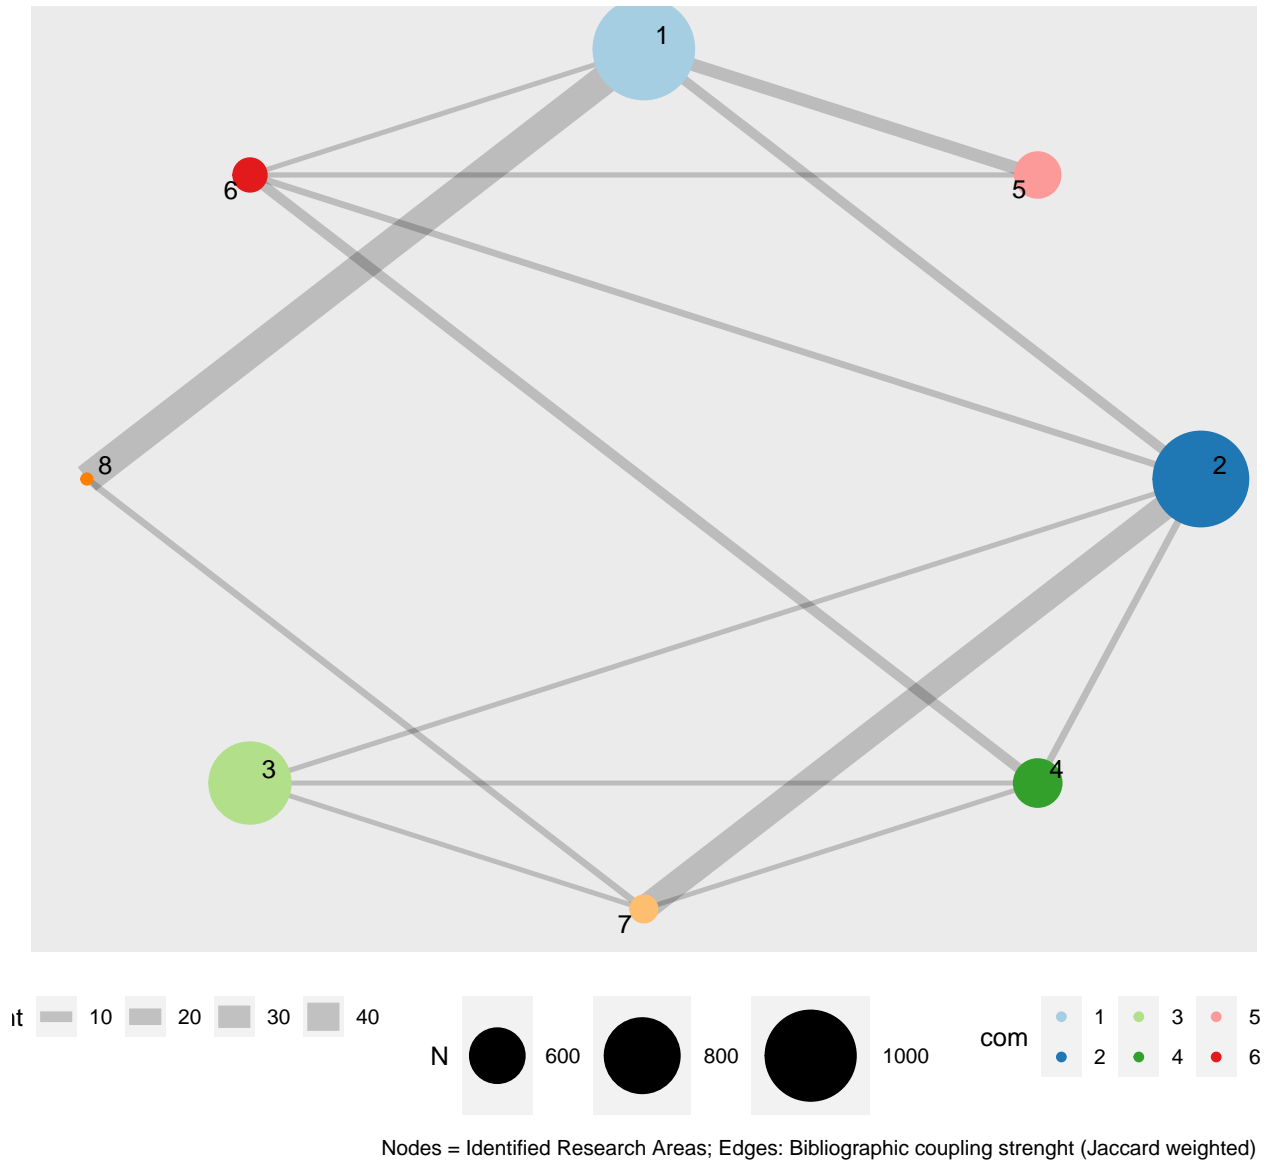 1
6
5
8
2
3
4
7
10 20 30 40
N 600 800 1000
com 1 3 5
2 4 6
Nodes = Identified Research Areas; Edges: Bibliographic coupling strenght (Jaccard weighted)